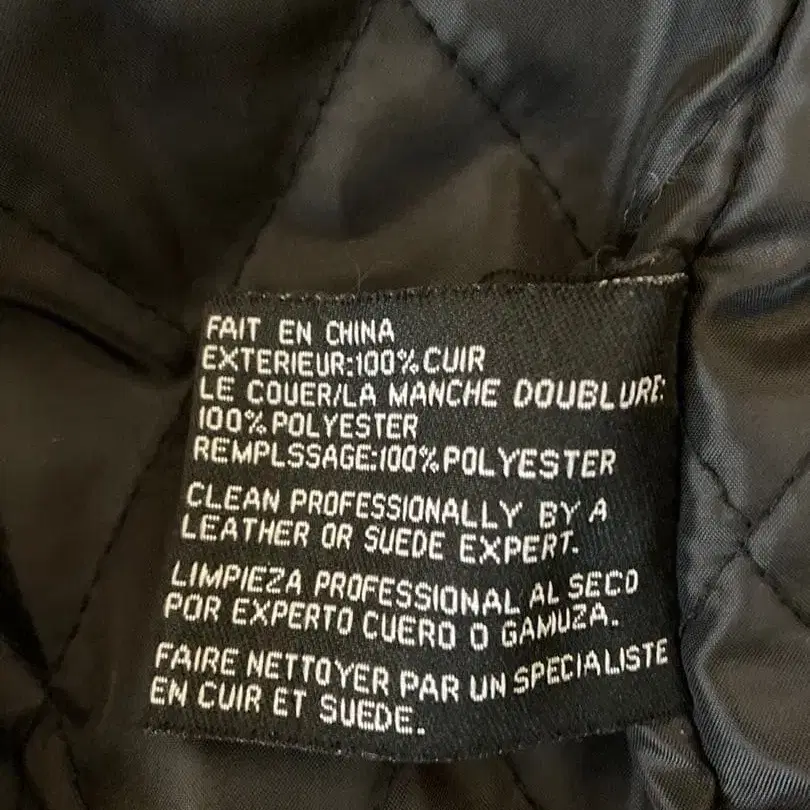 FAIT EN CHINA
EXTERIEUR:100% CUIR
LE COUER/LA MANCHE DOUBLURE:
100% POLYESTER
REMPLSSAGE:100% POLYESTER
CLEAN PROFESSIONALLY BY A
LEATHER OR SUEDE EXPERT.
LIMPIEZA PROFESSIONAL AL SECO
POR EXPERTO CUERO O GAMUZA.
FAIRE NETTOYER PAR UN SPECIALISTE
EN CUIR ET SUEDE.